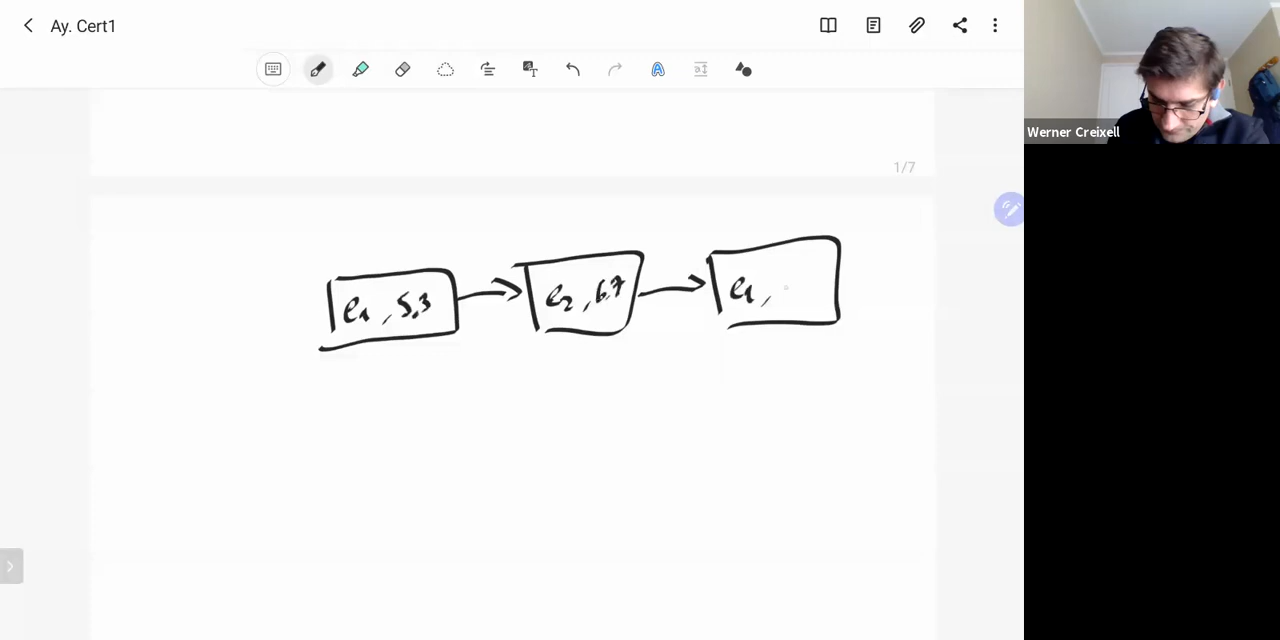 Ay. Cert1
Werner Creixell
1/7
e1, 5.3
e2, 6.7
e1,